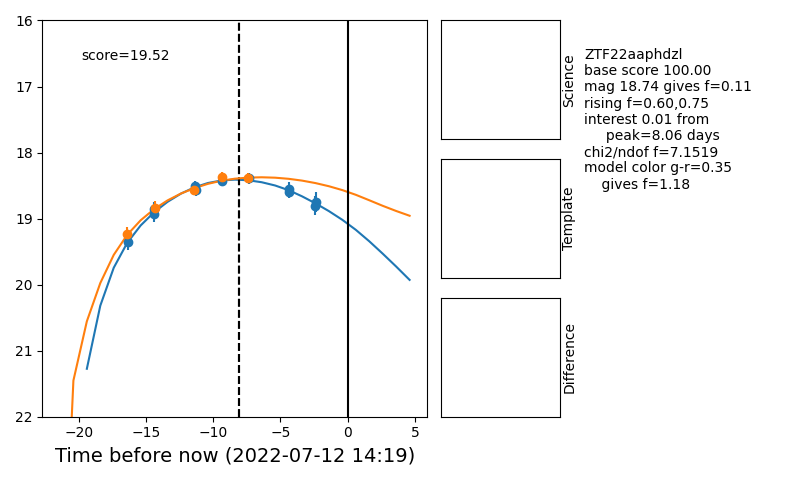 16
17
18
19
20
21
22
score=19.52
−20
−15
−10
−5
0
5
Time before now (2022-07-12 14:19)
Science
Template
Difference
ZTF22aaphdzl
base score 100.00
mag 18.74 gives f=0.11
rising f=0.60,0.75
interest 0.01 from
peak=8.06 days
chi2/ndof f=7.1519
model color g-r=0.35
gives f=1.18